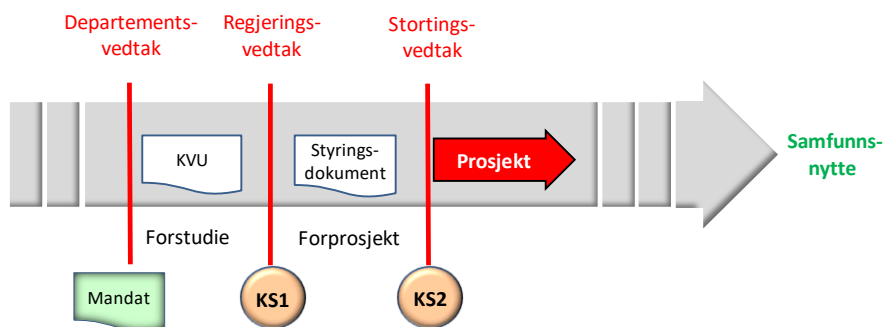 Departements-
vedtak
Regjerings-
vedtak
Stortings-
vedtak
KVU
Styrings-
dokument
Prosjekt
Samfunns-
nytte
Forstudie
Forprosjekt
Mandat
KS1
KS2